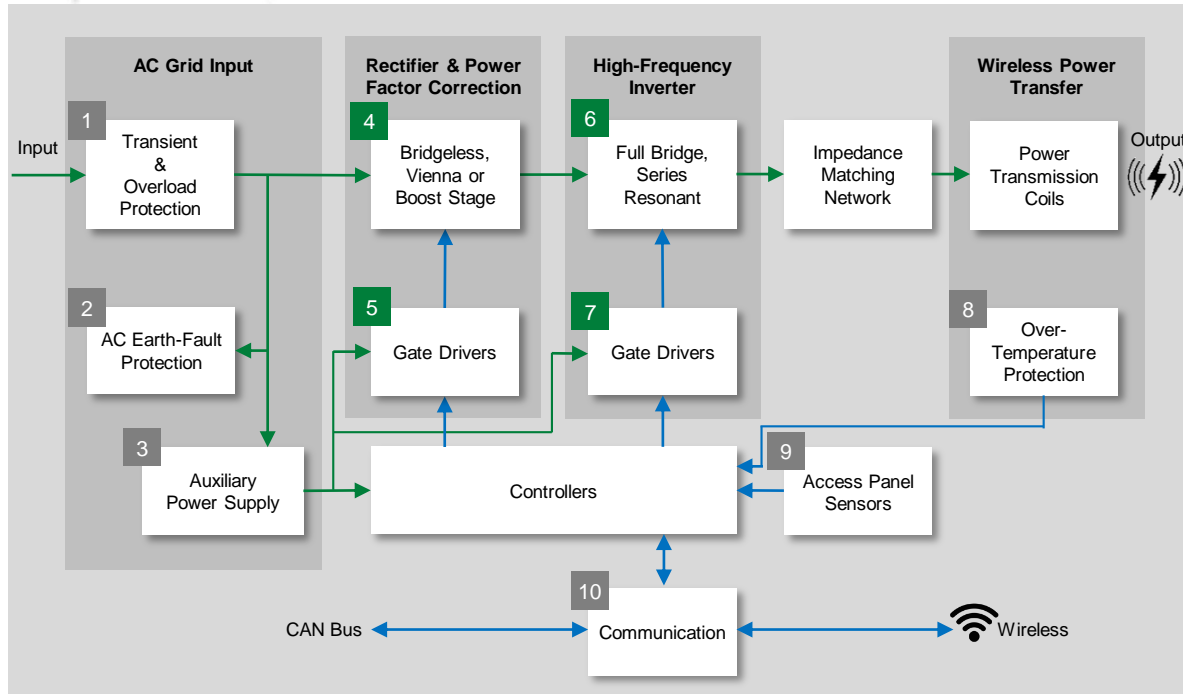 AC Grid Input
Rectifier & Power
Factor Correction
High-Frequency
Inverter
Wireless Power
Transfer
1
4
6
Input
Transient
&
Overload
Protection
Bridgeless,
Vienna or
Boost Stage
Full Bridge,
Series
Resonant
Impedance
Matching
Network
Power
Transmission
Coils
Output
2
5
7
8
AC Earth-Fault
Protection
Gate Drivers
Gate Drivers
Over-
Temperature
Protection
3
9
Auxiliary
Power Supply
Controllers
Access Panel
Sensors
10
CAN Bus
Communication
Wireless